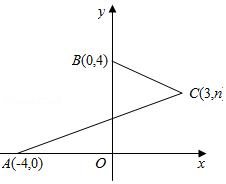 y
B(0,4)
C(3,n)
A(-4,0)
O
x